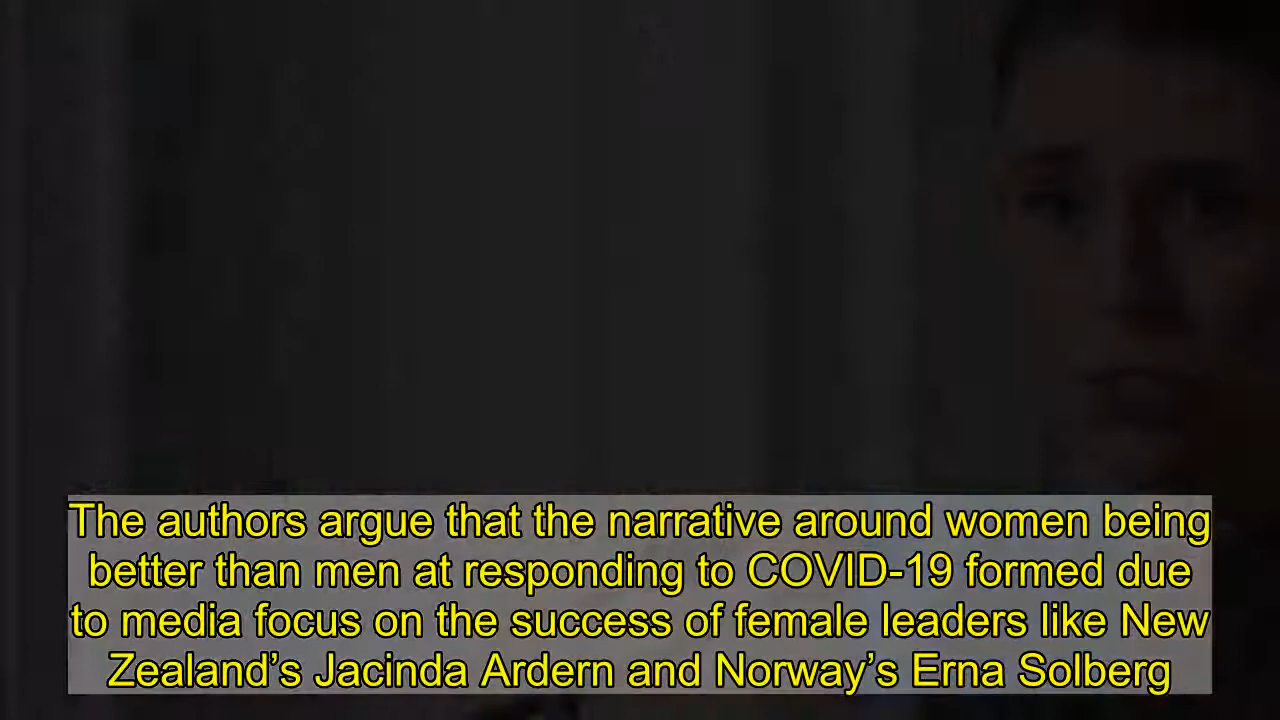 The authors argue that the narrative around women being
better than men at responding to COVID-19 formed due
to media focus on the success of female leaders like New
Zealand’s Jacinda Ardern and Norway’s Erna Solberg